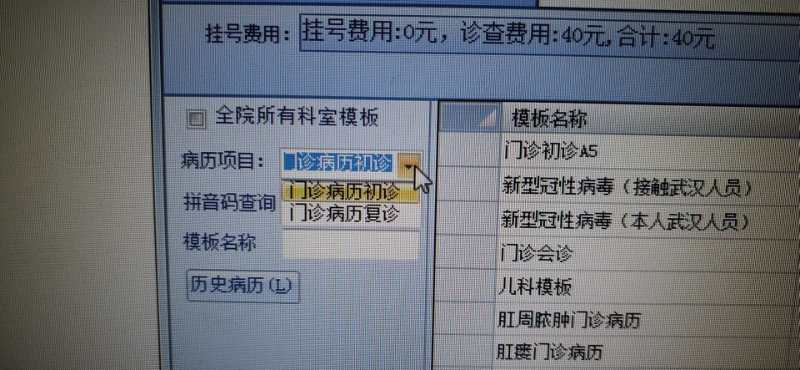 挂号费用：挂号费用:0元，诊查费用:40元,合计:40元
全院所有科室模板
病历项目：门诊病历初诊
门诊病历初诊
门诊病历复诊
拼音码查询
模板名称
历史病历(L)
模板名称
门诊初诊A5
新型冠性病毒（接触武汉人员）
新型冠性病毒（本人武汉人员）
门诊会诊
儿科模板
肛周脓肿门诊病历
肛瘘门诊病历